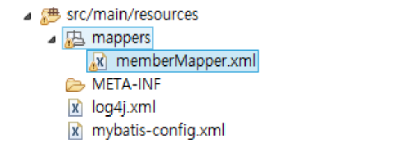 src/main/resources
mappers
memberMapper.xml
META-INF
log4j.xml
mybatis-config.xml